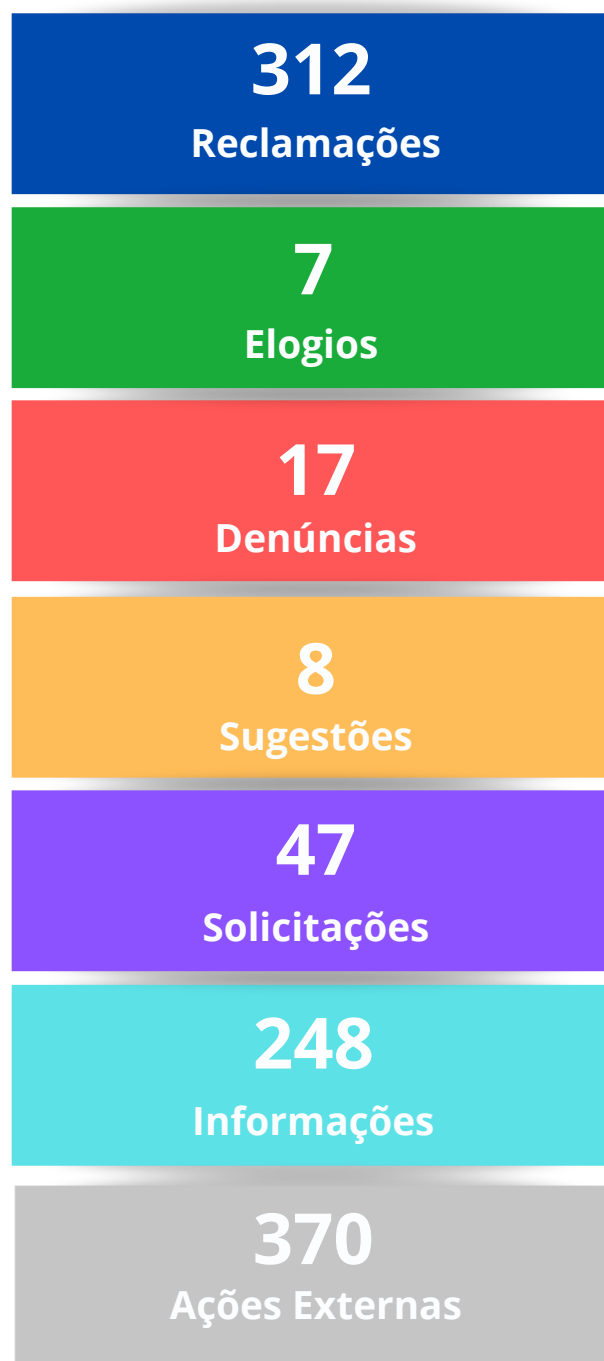 312
Reclamações
7
Elogios
17
Denúncias
8
Sugestões
47
Solicitações
248
Informações
370
Ações Externas